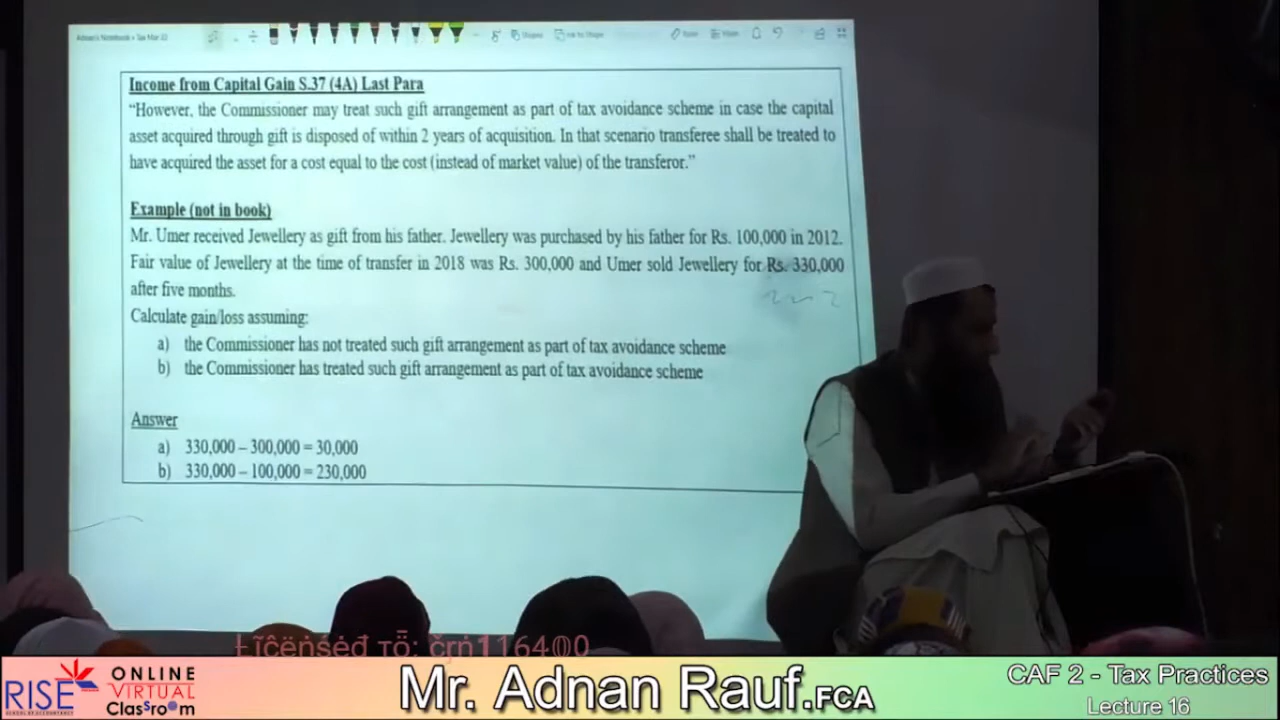 Adnan's Notebook » Tax Mar 22
Income from Capital Gain S.37 (4A) Last Para
“However, the Commissioner may treat such gift arrangement as part of tax avoidance scheme in case the capital
asset acquired through gift is disposed of within 2 years of acquisition. In that scenario transferee shall be treated to
have acquired the asset for a cost equal to the cost (instead of market value) of the transferor.”
Example (not in book)
Mr. Umer received Jewellery as gift from his father. Jewellery was purchased by his father for Rs. 100,000 in 2012.
Fair value of Jewellery at the time of transfer in 2018 was Rs. 300,000 and Umer sold Jewellery for Rs. 330,000
after five months.
Calculate gain/loss assuming:
a) the Commissioner has not treated such gift arrangement as part of tax avoidance scheme
b) the Commissioner has treated such gift arrangement as part of tax avoidance scheme
Answer
a) 330,000 – 300,000 = 30,000
b) 330,000 – 100,000 = 230,000
RISE
ONLINE
VIRTUAL
Classroom
Mr. Adnan Rauf.FCA
CAF 2 - Tax Practices
Lecture 16